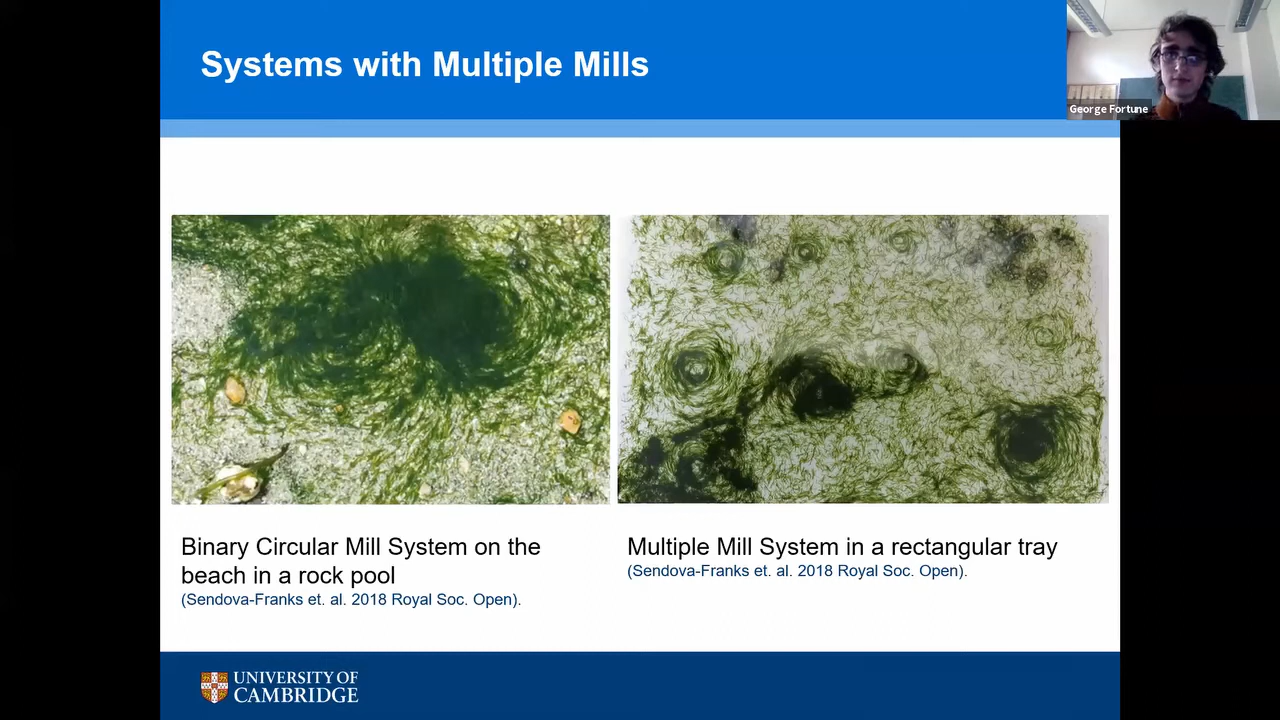 Systems with Multiple Mills
George Fortune
Binary Circular Mill System on the
beach in a rock pool
(Sendova-Franks et. al. 2018 Royal Soc. Open).
Multiple Mill System in a rectangular tray
(Sendova-Franks et. al. 2018 Royal Soc. Open).
UNIVERSITY OF
CAMBRIDGE